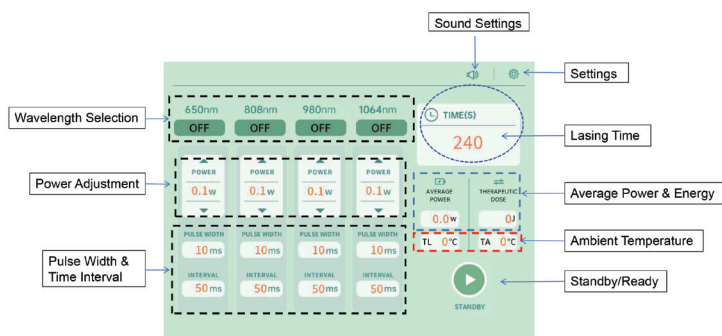 Sound Settings
Settings
Wavelength Selection
650nm 808nm 980nm 1064nm
OFF OFF OFF OFF
TIME(S)
240
Lasing Time
Power Adjustment
POWER POWER POWER POWER
0.1w 0.1w 0.1w 0.1w
AVERAGE POWER
THERAPEUTIC DOSE
0.0w 0J
Average Power & Energy
TL 0°C TA 0°C
Ambient Temperature
Pulse Width &
Time Interval
PULSE WIDTH PULSE WIDTH PULSE WIDTH PULSE WIDTH
10ms 10ms 10ms 10ms
INTERVAL INTERVAL INTERVAL INTERVAL
50ms 50ms 50ms 50ms
STANDBY
Standby/Ready